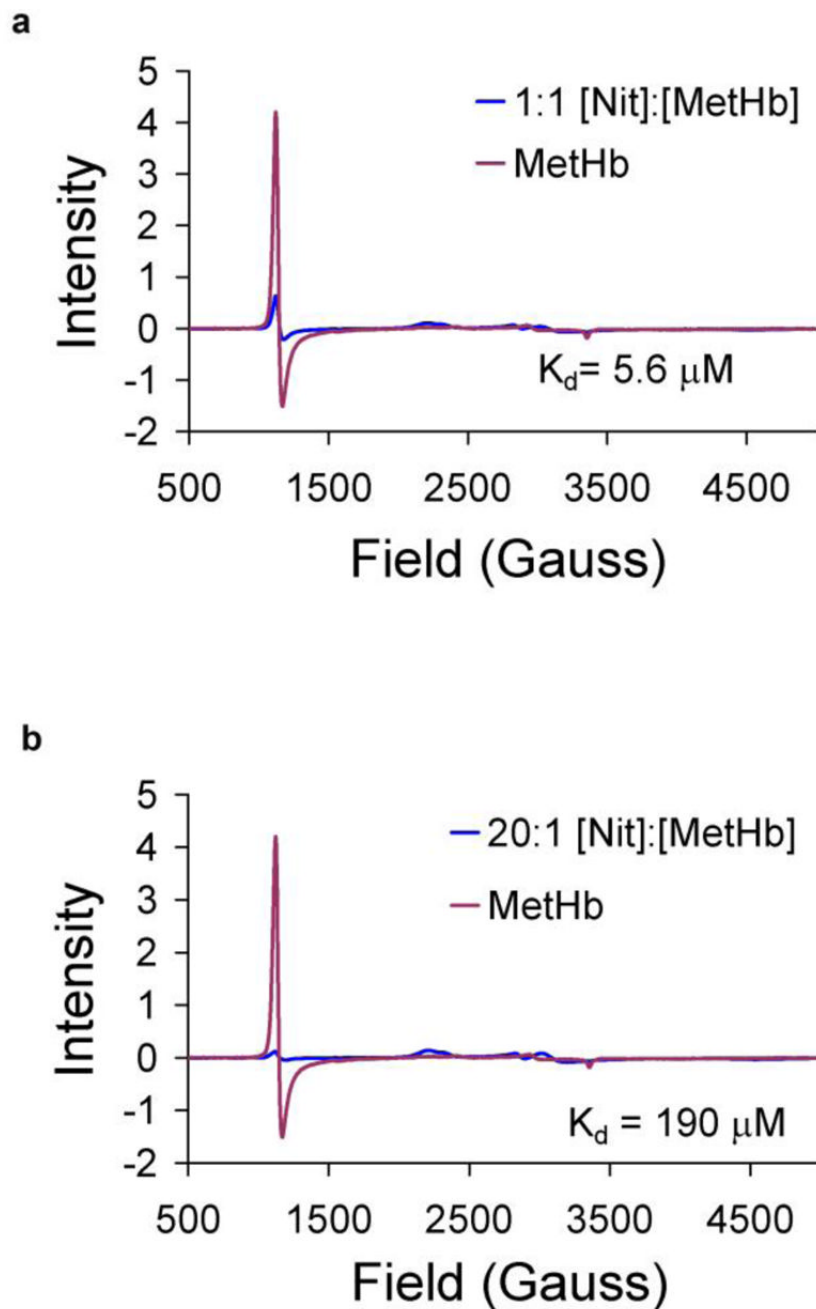 a
5
4
3
2
1
0
-1
-2
Intensity
1:1 [Nit]:[MetHb]
MetHb
Kd= 5.6 μM
500 1500 2500 3500 4500
Field (Gauss)
b
5
4
3
2
1
0
-1
-2
Intensity
20:1 [Nit]:[MetHb]
MetHb
Kd = 190 μM
500 1500 2500 3500 4500
Field (Gauss)